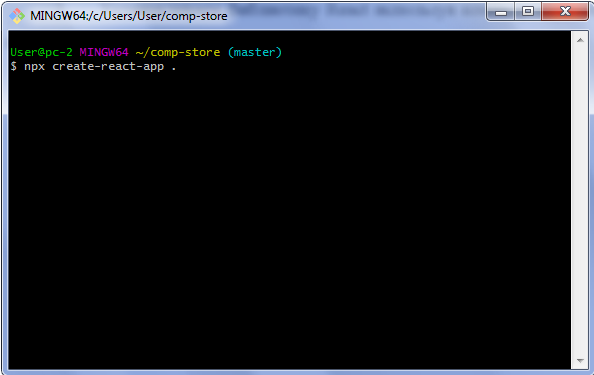 MINGW64:/c/Users/User/comp-store
User@pc-2 MINGW64 ~/comp-store (master)
$ npx create-react-app .